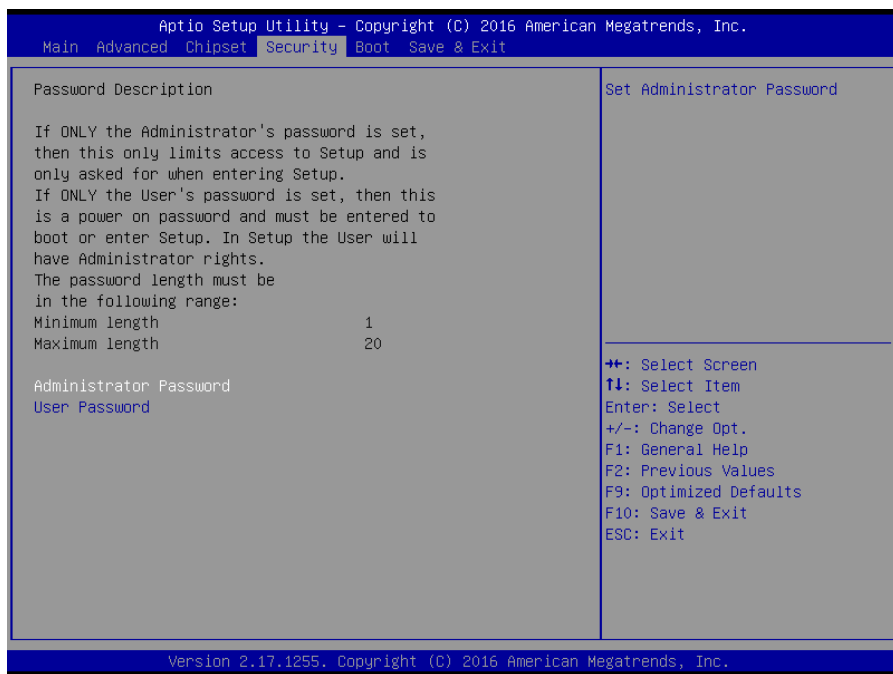 Aptio Setup Utility – Copyright (C) 2016 American Megatrends, Inc.
Main Advanced Chipset Security Boot Save & Exit
Password Description
If ONLY the Administrator's password is set,
then this only limits access to Setup and is
only asked for when entering Setup.
If ONLY the User's password is set, then this
is a power on password and must be entered to
boot or enter Setup. In Setup the User will
have Administrator rights.
The password length must be
in the following range:
Minimum length 1
Maximum length 20
Administrator Password
User Password
Set Administrator Password
→←: Select Screen
↑↓: Select Item
Enter: Select
+/-: Change Opt.
F1: General Help
F2: Previous Values
F9: Optimized Defaults
F10: Save & Exit
ESC: Exit
Version 2.17.1255. Copyright (C) 2016 American Megatrends, Inc.